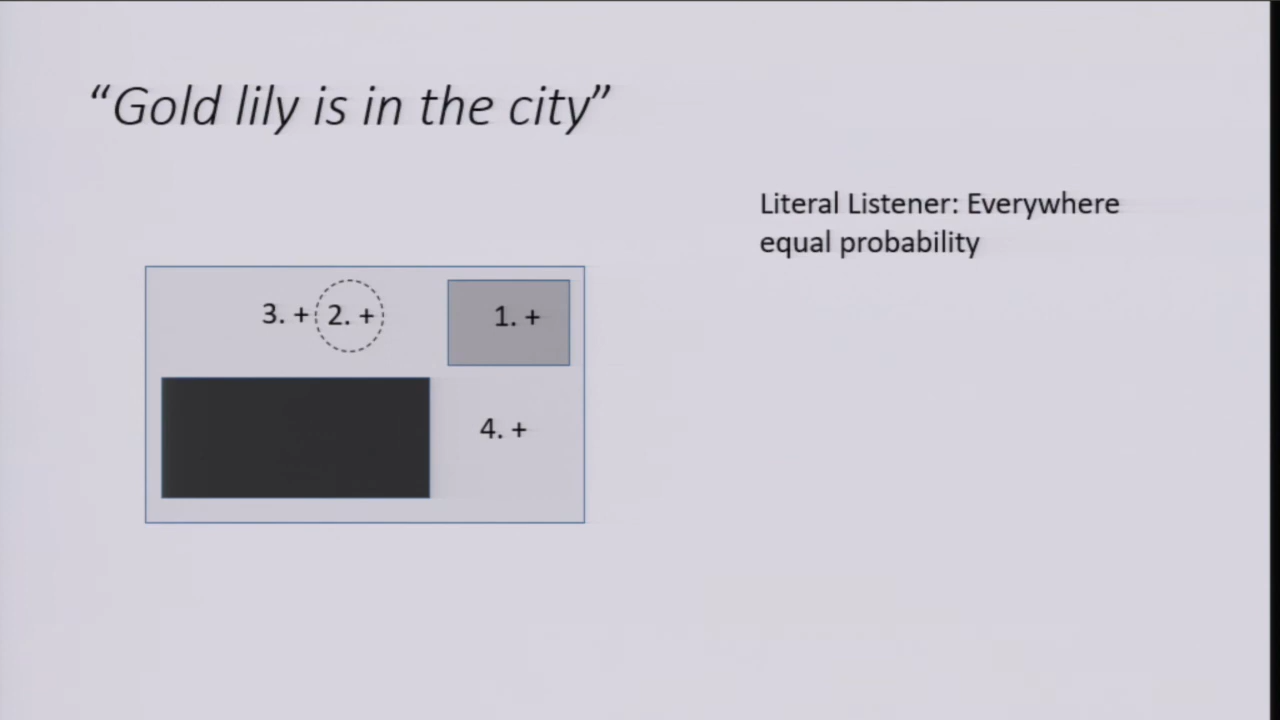 “Gold lily is in the city”
Literal Listener: Everywhere
equal probability
3. + 2. + 1. +
4. +